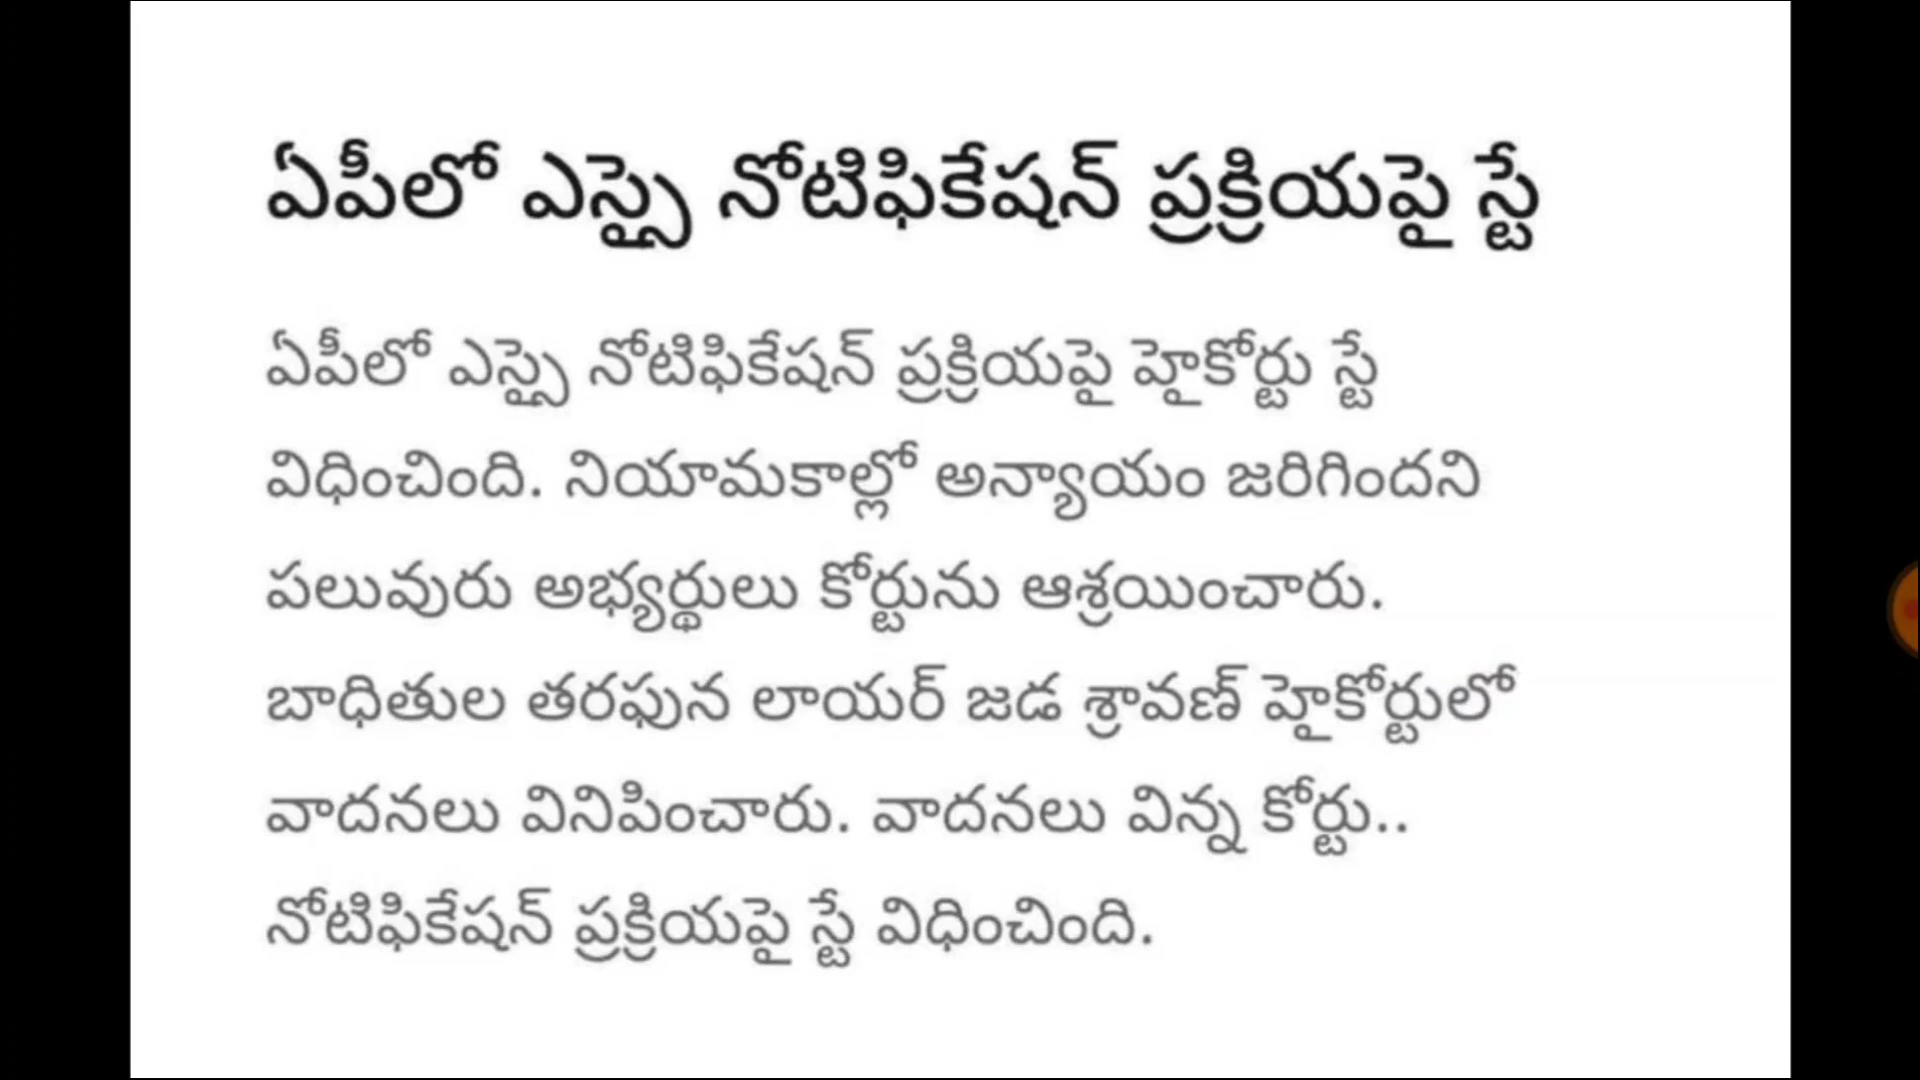 ఏపీలో ఎస్సై నోటిఫికేషన్ ప్రక్రియపై స్టే
ఏపీలో ఎస్సై నోటిఫికేషన్ ప్రక్రియపై హైకోర్టు స్టే
విధించింది. నియామకాల్లో అన్యాయం జరిగిందని
పలువురు అభ్యర్థులు కోర్టును ఆశ్రయించారు.
బాధితుల తరఫున లాయర్ జడ శ్రావణ్ హైకోర్టులో
వాదనలు వినిపించారు. వాదనలు విన్న కోర్టు..
నోటిఫికేషన్ ప్రక్రియపై స్టే విధించింది.